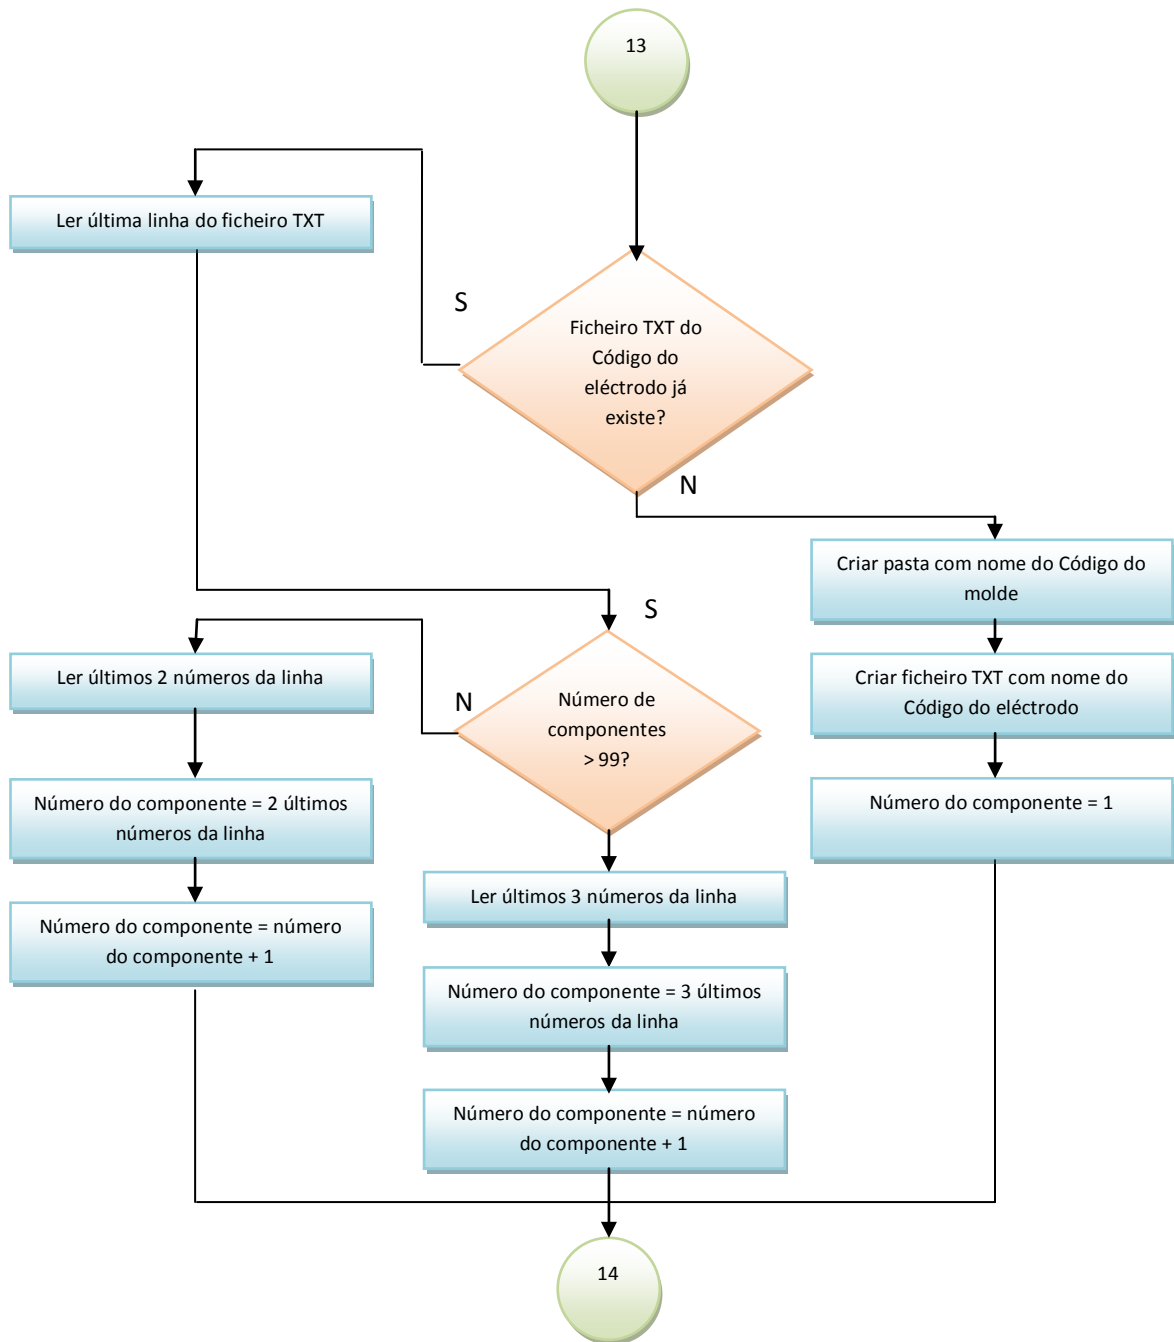 13
Ler última linha do ficheiro TXT
S
Ficheiro TXT do
Código do
eléctrodo já
existe?
N
Criar pasta com nome do Código do
molde
S
Ler últimos 2 números da linha
N
Número de
componentes
> 99?
Criar ficheiro TXT com nome do
Código do eléctrodo
Número do componente = 2 últimos
números da linha
Número do componente = 1
Ler últimos 3 números da linha
Número do componente = número
do componente + 1
Número do componente = 3 últimos
números da linha
Número do componente = número
do componente + 1
14